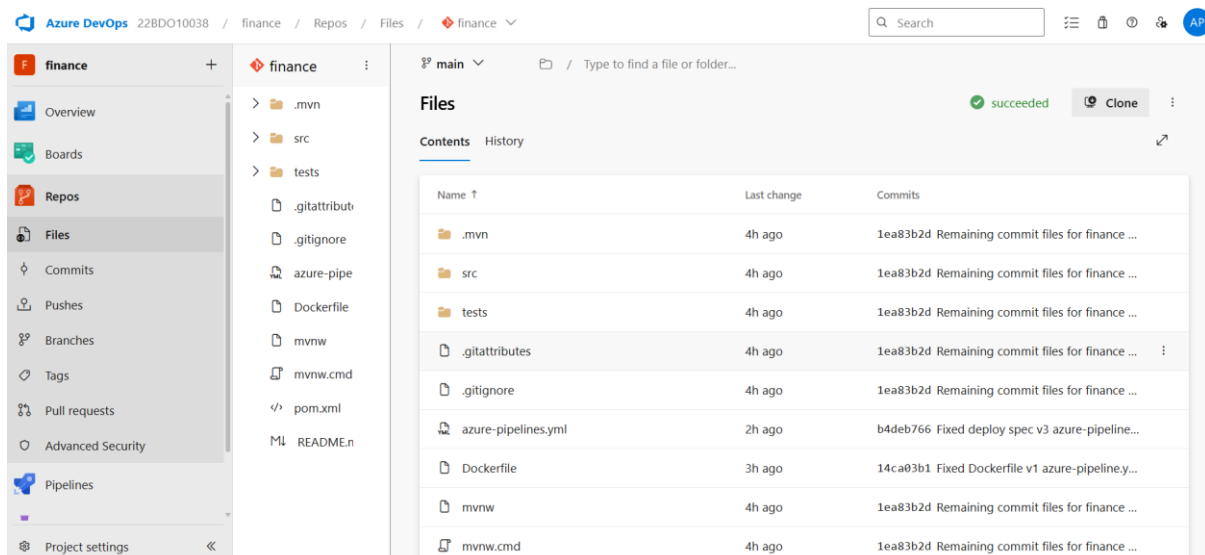 Azure DevOps 22BDO10038 / finance / Repos / Files / finance
Search
AP
F finance +
Overview
Boards
Repos
Files
Commits
Pushes
Branches
Tags
Pull requests
Advanced Security
Pipelines
Project settings
finance
.mvn
src
tests
.gitattribut
.gitignore
azure-pipe
Dockerfile
mvnw
mvnw.cmd
pom.xml
README.n
main / Type to find a file or folder...
Files
succeeded
Clone
Contents History
Name ↑ Last change Commits
.mvn 4h ago 1ea83b2d Remaining commit files for finance ...
src 4h ago 1ea83b2d Remaining commit files for finance ...
tests 4h ago 1ea83b2d Remaining commit files for finance ...
.gitattributes 4h ago 1ea83b2d Remaining commit files for finance ...
.gitignore 4h ago 1ea83b2d Remaining commit files for finance ...
azure-pipelines.yml 2h ago b4deb766 Fixed deploy spec v3 azure-pipeline...
Dockerfile 3h ago 14ca03b1 Fixed Dockerfile v1 azure-pipeline.y...
mvnw 4h ago 1ea83b2d Remaining commit files for finance ...
mvnw.cmd 4h ago 1ea83b2d Remaining commit files for finance ...